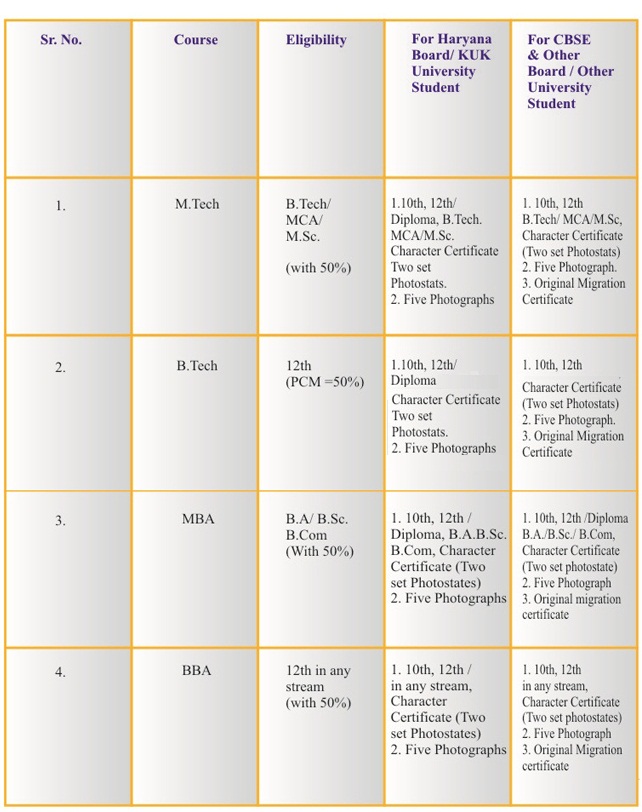 Sr. No.
Course
Eligibility
For Haryana
Board/ KUK
University
Student
For CBSE
& Other
Board / Other
University
Student
1.
M.Tech
B.Tech/
MCA/
M.Sc.
(with 50%)
1.10th, 12th/
Diploma, B.Tech.
MCA/M.Sc.
Character Certificate
Two set
Photostats.
2. Five Photographs
1. 10th, 12th
B.Tech/ MCA/M.Sc,
Character Certificate
(Two set Photostats)
2. Five Photograph.
3. Original Migration
Certificate
2.
B.Tech
12th
(PCM =50%)
1.10th, 12th/
Diploma
Character Certificate
Two set
Photostats.
2. Five Photographs
1. 10th, 12th
Character Certificate
(Two set Photostats)
2. Five Photograph.
3. Original Migration
Certificate
3.
MBA
B.A/ B.Sc.
B.Com
(With 50%)
1. 10th, 12th /
Diploma, B.A.B.Sc.
B.Com, Character
Certificate (Two
set Photostates)
2. Five Photographs
1. 10th, 12th /Diploma
B.A./B.Sc./ B.Com,
Character Certificate
(Two set photostate)
2. Five Photograph
3. Original migration
certificate
4.
BBA
12th in any
stream
(with 50%)
1. 10th, 12th /
in any stream,
Character
Certificate (Two
set Photostates)
2. Five Photographs
1. 10th, 12th
in any stream,
Character Certificate
(Two set photostates)
2. Five Photograph
3. Original Migration
certificate